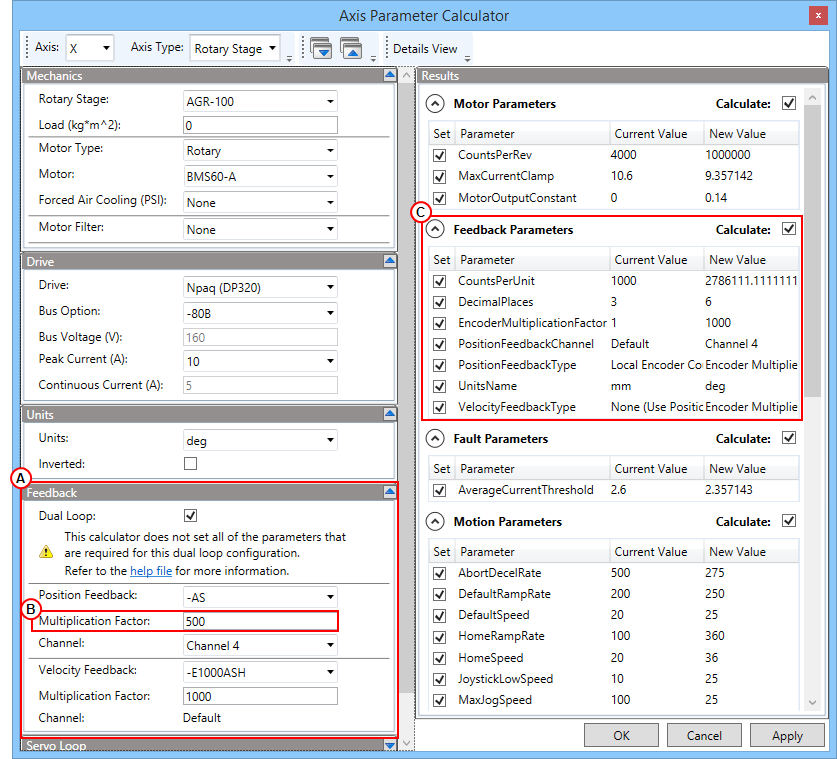 Axis Parameter Calculator
x
Axis: X Axis Type: Rotary Stage Details View
Mechanics
Rotary Stage: AGR-100
Load (kg*m^2): 0
Motor Type: Rotary
Motor: BMS60-A
Forced Air Cooling (PSI): None
Motor Filter: None
Drive
Drive: Npaq (DP320)
Bus Option: -80B
Bus Voltage (V): 160
Peak Current (A): 10
Continuous Current (A): 5
Units
Units: deg
Inverted:
A
Feedback
Dual Loop:
This calculator does not set all of the parameters that
are required for this dual loop configuration.
Refer to the help file for more information.
Position Feedback: -AS
B
Multiplication Factor: 500
Channel: Channel 4
Velocity Feedback: -E1000ASH
Multiplication Factor: 1000
Channel: Default
Servo Loop
Results
Motor Parameters Calculate:
Set Parameter Current Value New Value
CountsPerRev 4000 1000000
MaxCurrentClamp 10.6 9.357142
MotorOutputConstant 0 0.14
C
Feedback Parameters Calculate:
Set Parameter Current Value New Value
CountsPerUnit 1000 2786111.1111111
DecimalPlaces 3 6
EncoderMultiplicationFactor 1 1000
PositionFeedbackChannel Default Channel 4
PositionFeedbackType Local Encoder Co Encoder Multiplie
UnitsName mm deg
VelocityFeedbackType None (Use Positic Encoder Multiplie
Fault Parameters Calculate:
Set Parameter Current Value New Value
AverageCurrentThreshold 2.6 2.357143
Motion Parameters Calculate:
Set Parameter Current Value New Value
AbortDecelRate 500 275
DefaultRampRate 200 250
DefaultSpeed 20 25
HomeRampRate 100 360
HomeSpeed 20 36
JoystickLowSpeed 10 25
MaxJogSpeed 100 25
OK Cancel Apply